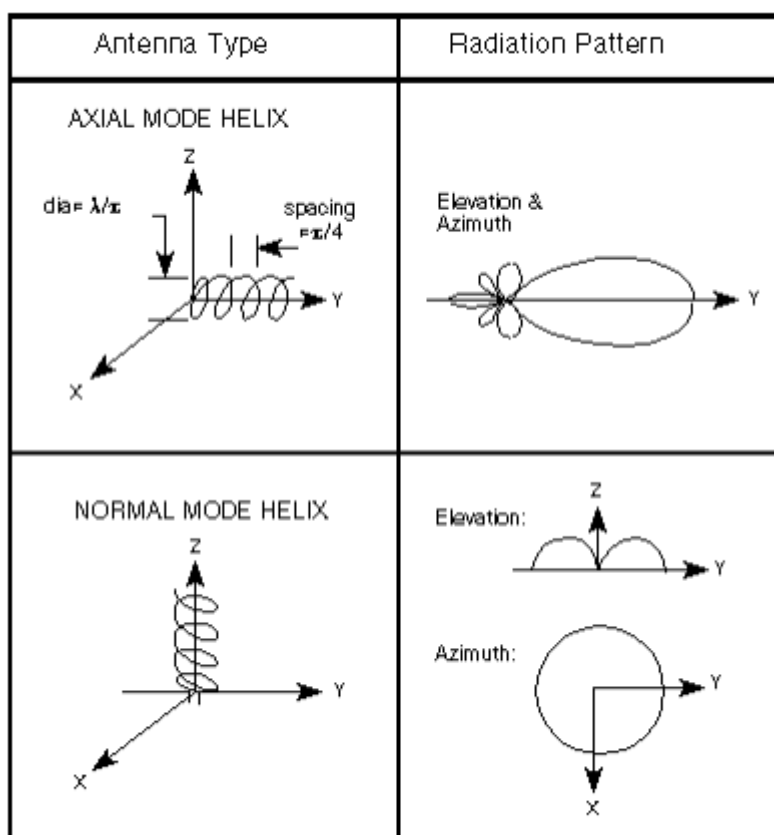 Antenna Type
Radiation Pattern
AXIAL MODE HELIX
Z
dia= λ/π
spacing
=π/4
Y
X
Elevation &
Azimuth
Y
NORMAL MODE HELIX
Z
Y
X
Elevation:
Z
Y
Azimuth:
Y
X